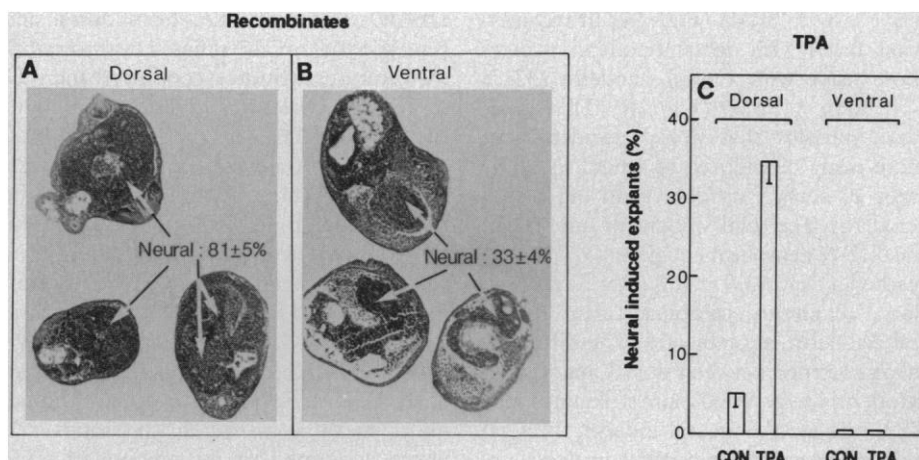 Recombinates
A
Dorsal
Neural : 81±5%
B
Ventral
Neural : 33±4%
TPA
C
Dorsal
Ventral
Neural induced explants (%)
40
30
20
10
0
CON TPA
CON TPA